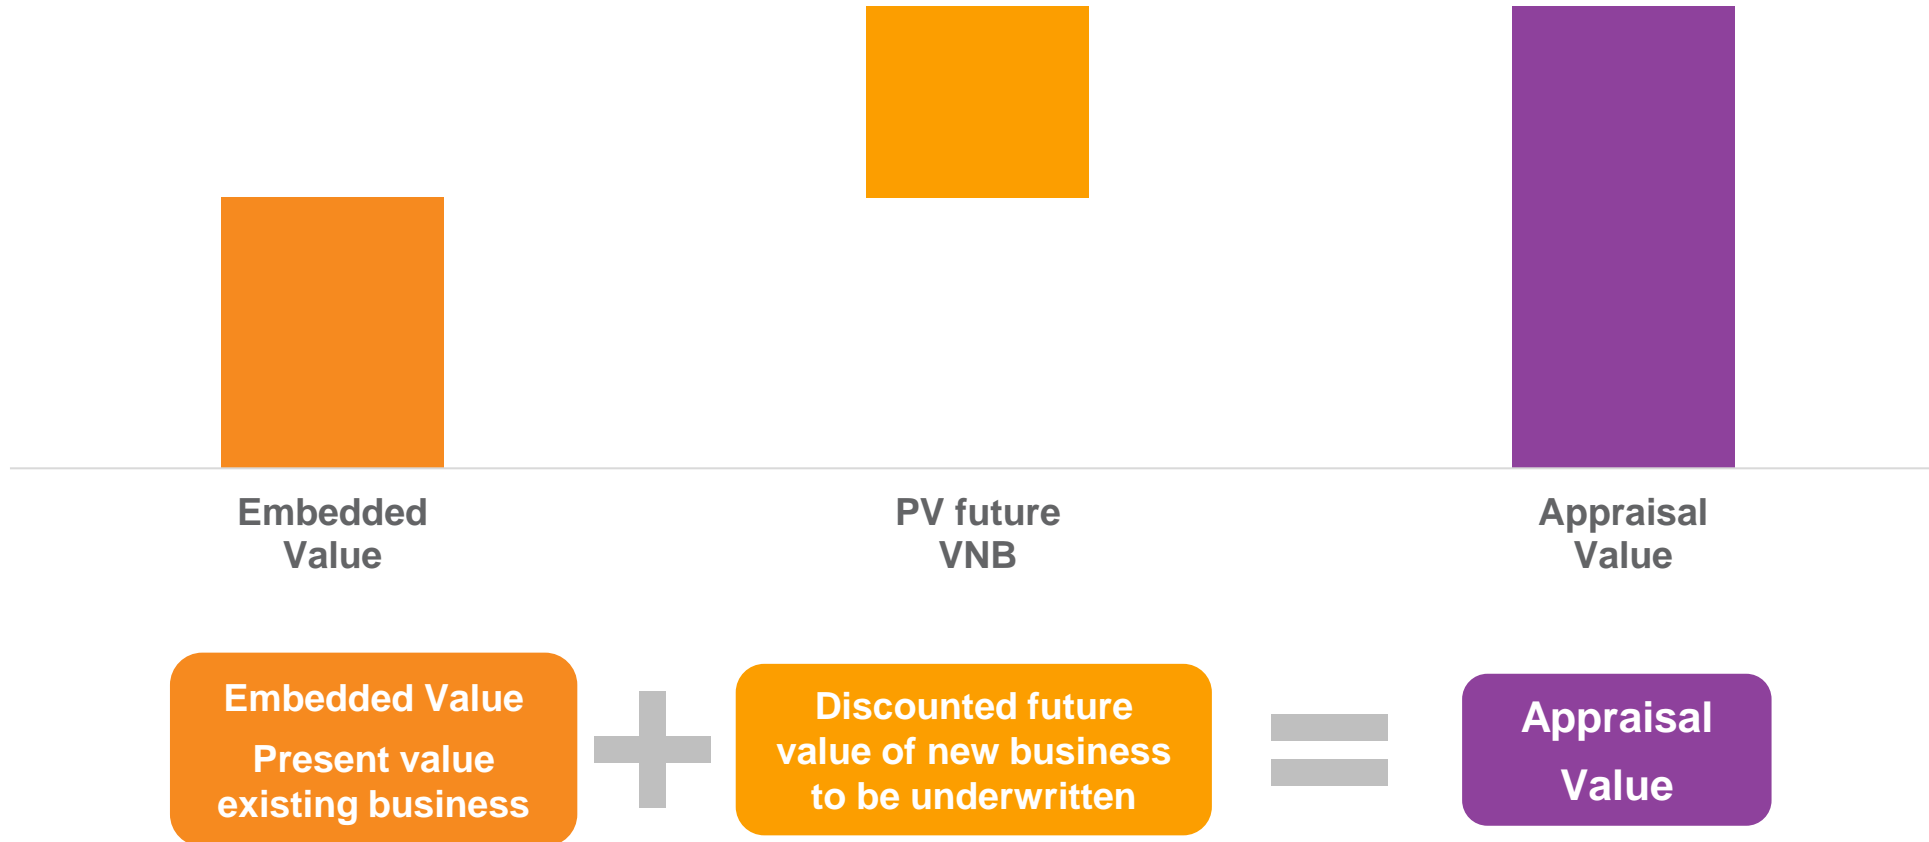 Embedded
Value
PV future
VNB
Appraisal
Value
Embedded Value
Present value
existing business
Discounted future
value of new business
to be underwritten
Appraisal
Value